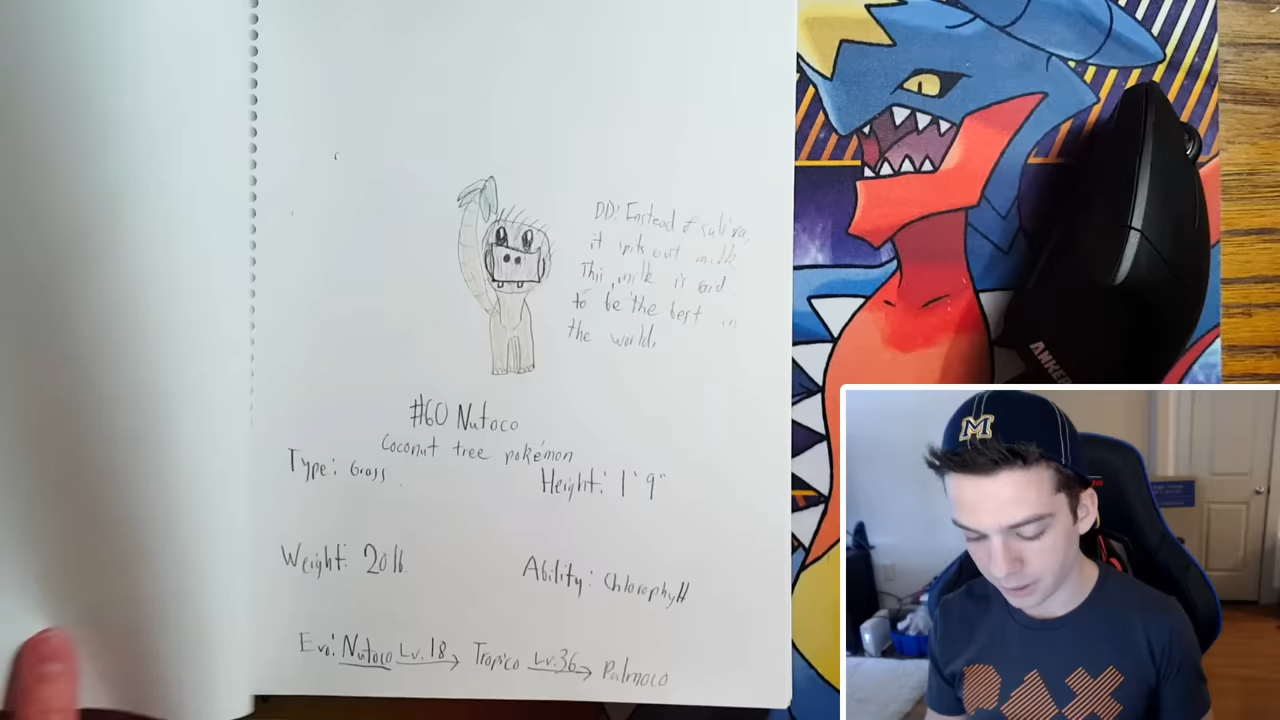 DD: Instead of saliva,
it spits out milk
This milk is said
to be the best in
the world.
#60 Nutoco
Coconut tree pokémon
Type: Grass
Height: 1' 9"
Weight: 20 lb.
Ability: Chlorophyll
Evo: Nutoco Lv.18 → Tropico Lv.36 → Palmoco
ANKER
M
PAX